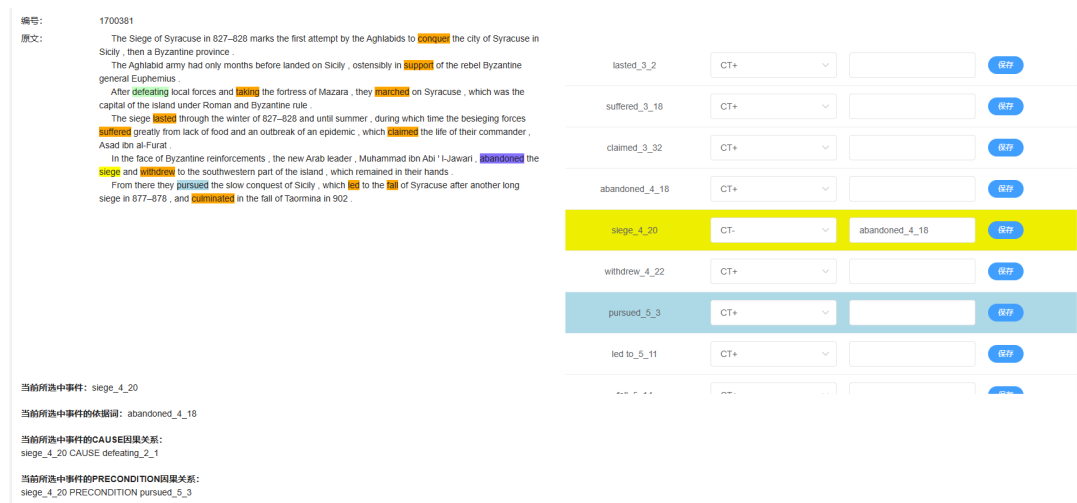 编号: 1700381
原文: The Siege of Syracuse in 827–828 marks the first attempt by the Aghlabids to conquer the city of Syracuse in
Sicily , then a Byzantine province .
The Aghlabid army had only months before landed on Sicily , ostensibly in support of the rebel Byzantine
general Euphemius .
After defeating local forces and taking the fortress of Mazara , they marched on Syracuse , which was the
capital of the island under Roman and Byzantine rule .
The siege lasted through the winter of 827–828 and until summer , during which time the besieging forces
suffered greatly from lack of food and an outbreak of an epidemic , which claimed the life of their commander ,
Asad ibn al-Furat .
In the face of Byzantine reinforcements , the new Arab leader , Muhammad ibn Abi ' l-Jawari , abandoned the
siege and withdrew to the southwestern part of the island , which remained in their hands .
From there they pursued the slow conquest of Sicily , which led to the fall of Syracuse after another long
siege in 877–878 , and culminated in the fall of Taormina in 902 .
当前所选中事件: siege_4_20
当前所选中事件的依据词: abandoned_4_18
当前所选中事件的CAUSE因果关系:
siege_4_20 CAUSE defeating_2_1
当前所选中事件的PRECONDITION因果关系:
siege_4_20 PRECONDITION pursued_5_3
lasted_3_2 CT+ 保存
suffered_3_18 CT+ 保存
claimed_3_32 CT+ 保存
abandoned_4_18 CT+ 保存
siege_4_20 CT- abandoned_4_18 保存
withdrew_4_22 CT+ 保存
pursued_5_3 CT+ 保存
led to_5_11 CT+ 保存